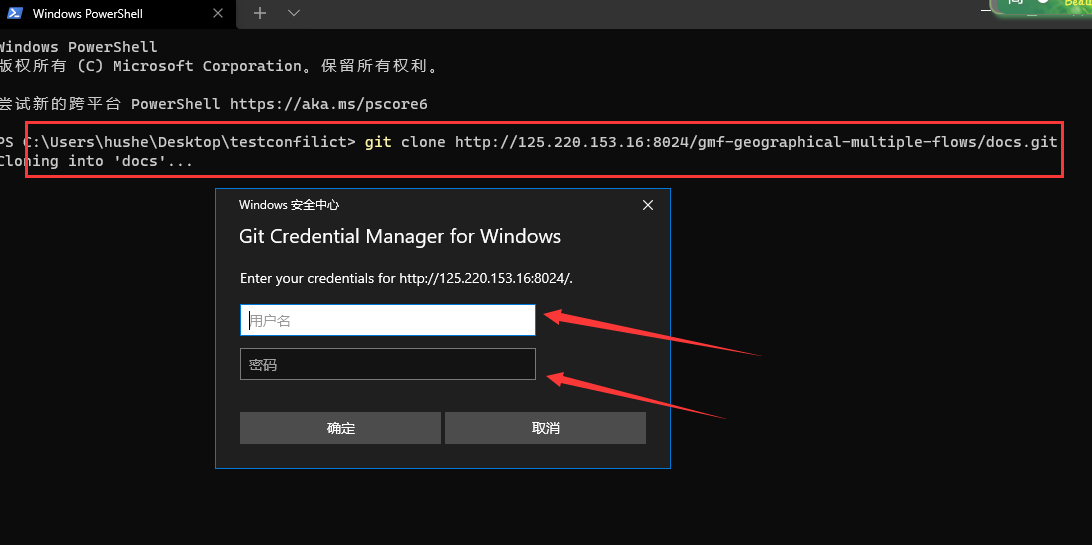 Windows PowerShell
Beau
Windows PowerShell
版权所有 (C) Microsoft Corporation。保留所有权利。
尝试新的跨平台 PowerShell https://aka.ms/pscore6
PS C:\Users\hushe\Desktop\testconfilict> git clone http://125.220.153.16:8024/gmf-geographical-multiple-flows/docs.git
Cloning into 'docs'...
Windows 安全中心
Git Credential Manager for Windows
Enter your credentials for http://125.220.153.16:8024/.
用户名
密码
确定
取消